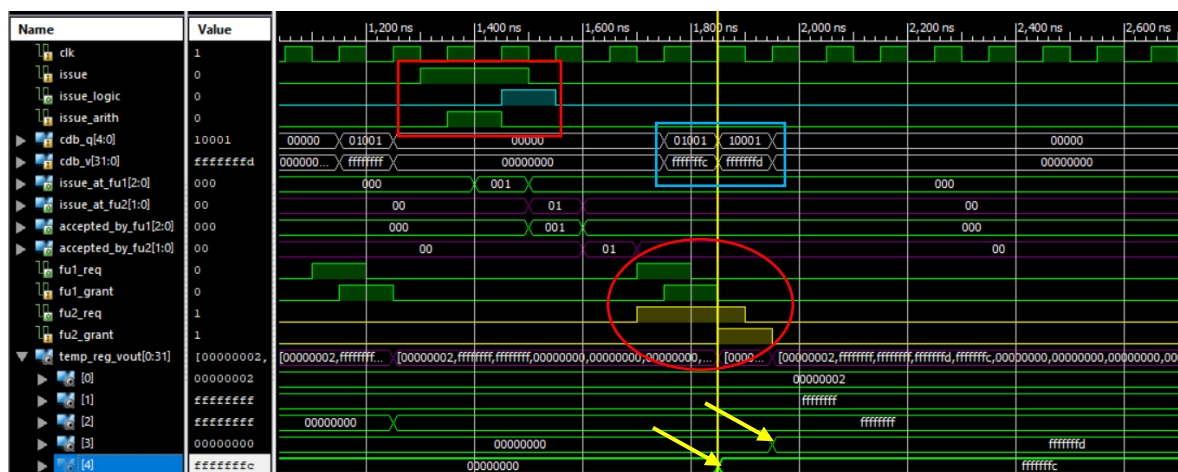 Name Value 1,200 ns 1,400 ns 1,600 ns 1,800 ns 2,000 ns 2,200 ns 2,400 ns 2,600 ns
clk 1
issue 0
issue_logic 0
issue_arith 0
cdb_q[4:0] 10001 00000 01001 00000 01001 10001 00000
cdb_v[31:0] fffffffd 000000... ffffffff 00000000 fffffffc fffffffd 00000000
issue_at_fu1[2:0] 000 000 001 000
issue_at_fu2[1:0] 00 00 01 00
accepted_by_fu1[2:0] 000 000 001 000
accepted_by_fu2[1:0] 00 00 01 00
fu1_req 0
fu1_grant 0
fu2_req 1
fu2_grant 1
temp_reg_vout[0:31] [00000002, [00000002,fffffff... [00000002,ffffffff,ffffffff,00000000,00000000,00000000,... [0000... [00000002,ffffffff,ffffffff,fffffffd,fffffffc,00000000,00000000,00000000,00
[0] 00000002 00000002
[1] ffffffff ffffffff
[2] ffffffff 00000000 ffffffff
[3] 00000000 00000000 fffffffd
[4] fffffffc 00000000 fffffffc